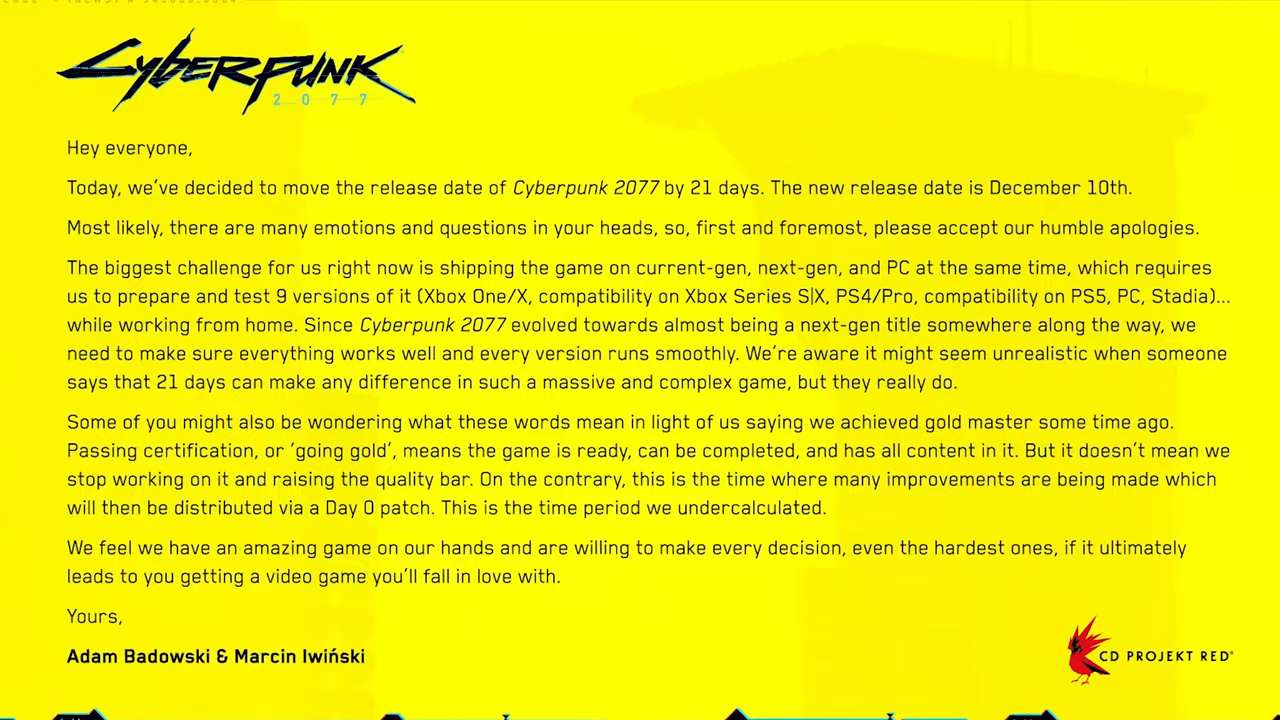 Cyberpunk
2077
Hey everyone,
Today, we've decided to move the release date of Cyberpunk 2077 by 21 days. The new release date is December 10th.
Most likely, there are many emotions and questions in your heads, so, first and foremost, please accept our humble apologies.
The biggest challenge for us right now is shipping the game on current-gen, next-gen, and PC at the same time, which requires
us to prepare and test 9 versions of it (Xbox One/X, compatibility on Xbox Series S|X, PS4/Pro, compatibility on PS5, PC, Stadia)...
while working from home. Since Cyberpunk 2077 evolved towards almost being a next-gen title somewhere along the way, we
need to make sure everything works well and every version runs smoothly. We're aware it might seem unrealistic when someone
says that 21 days can make any difference in such a massive and complex game, but they really do.
Some of you might also be wondering what these words mean in light of us saying we achieved gold master some time ago.
Passing certification, or 'going gold', means the game is ready, can be completed, and has all content in it. But it doesn't mean we
stop working on it and raising the quality bar. On the contrary, this is the time where many improvements are being made which
will then be distributed via a Day 0 patch. This is the time period we undercalculated.
We feel we have an amazing game on our hands and are willing to make every decision, even the hardest ones, if it ultimately
leads to you getting a video game you'll fall in love with.
Yours,
Adam Badowski & Marcin Iwiński
CD PROJEKT RED®